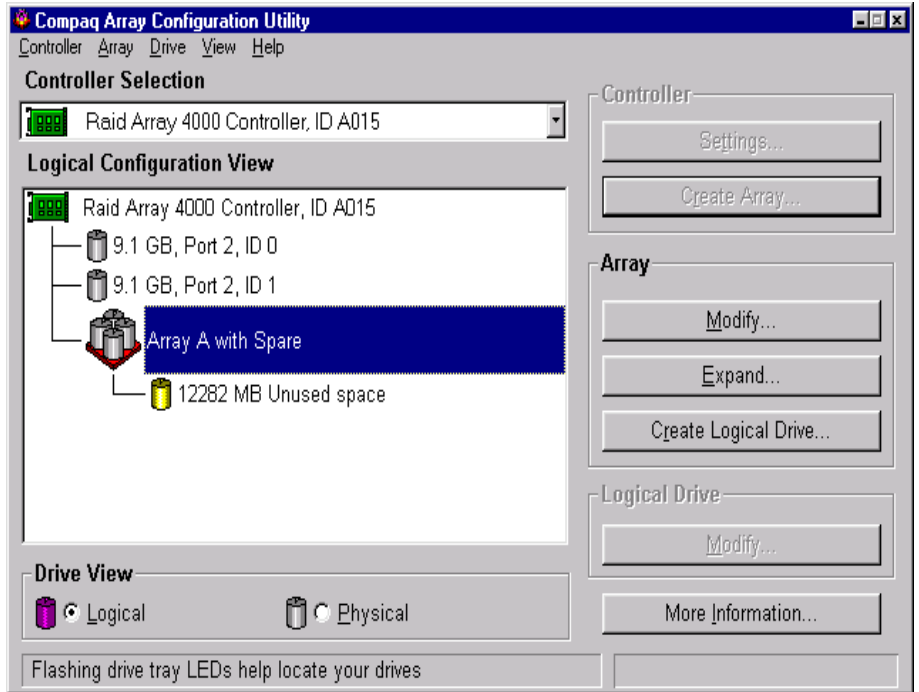 Compaq Array Configuration Utility
Controller Array Drive View Help
Controller Selection
Raid Array 4000 Controller, ID A015
Logical Configuration View
Raid Array 4000 Controller, ID A015
9.1 GB, Port 2, ID 0
9.1 GB, Port 2, ID 1
Array A with Spare
12282 MB Unused space
Drive View
Logical
Physical
Controller
Settings...
Create Array...
Array
Modify...
Expand...
Create Logical Drive...
Logical Drive
Modify...
More Information...
Flashing drive tray LEDs help locate your drives